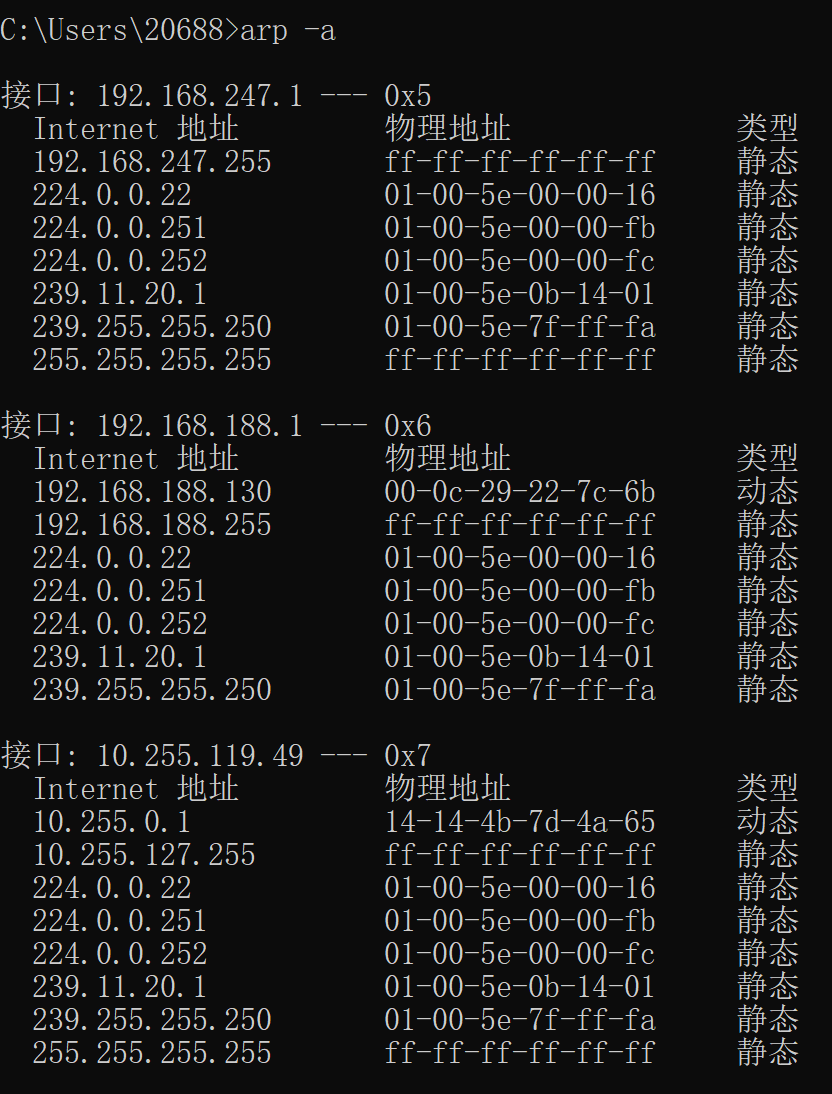 C:\Users\20688>arp -a
接口: 192.168.247.1 --- 0x5
Internet 地址 物理地址 类型
192.168.247.255 ff-ff-ff-ff-ff-ff 静态
224.0.0.22 01-00-5e-00-00-16 静态
224.0.0.251 01-00-5e-00-00-fb 静态
224.0.0.252 01-00-5e-00-00-fc 静态
239.11.20.1 01-00-5e-0b-14-01 静态
239.255.255.250 01-00-5e-7f-ff-fa 静态
255.255.255.255 ff-ff-ff-ff-ff-ff 静态
接口: 192.168.188.1 --- 0x6
Internet 地址 物理地址 类型
192.168.188.130 00-0c-29-22-7c-6b 动态
192.168.188.255 ff-ff-ff-ff-ff-ff 静态
224.0.0.22 01-00-5e-00-00-16 静态
224.0.0.251 01-00-5e-00-00-fb 静态
224.0.0.252 01-00-5e-00-00-fc 静态
239.11.20.1 01-00-5e-0b-14-01 静态
239.255.255.250 01-00-5e-7f-ff-fa 静态
接口: 10.255.119.49 --- 0x7
Internet 地址 物理地址 类型
10.255.0.1 14-14-4b-7d-4a-65 动态
10.255.127.255 ff-ff-ff-ff-ff-ff 静态
224.0.0.22 01-00-5e-00-00-16 静态
224.0.0.251 01-00-5e-00-00-fb 静态
224.0.0.252 01-00-5e-00-00-fc 静态
239.11.20.1 01-00-5e-0b-14-01 静态
239.255.255.250 01-00-5e-7f-ff-fa 静态
255.255.255.255 ff-ff-ff-ff-ff-ff 静态